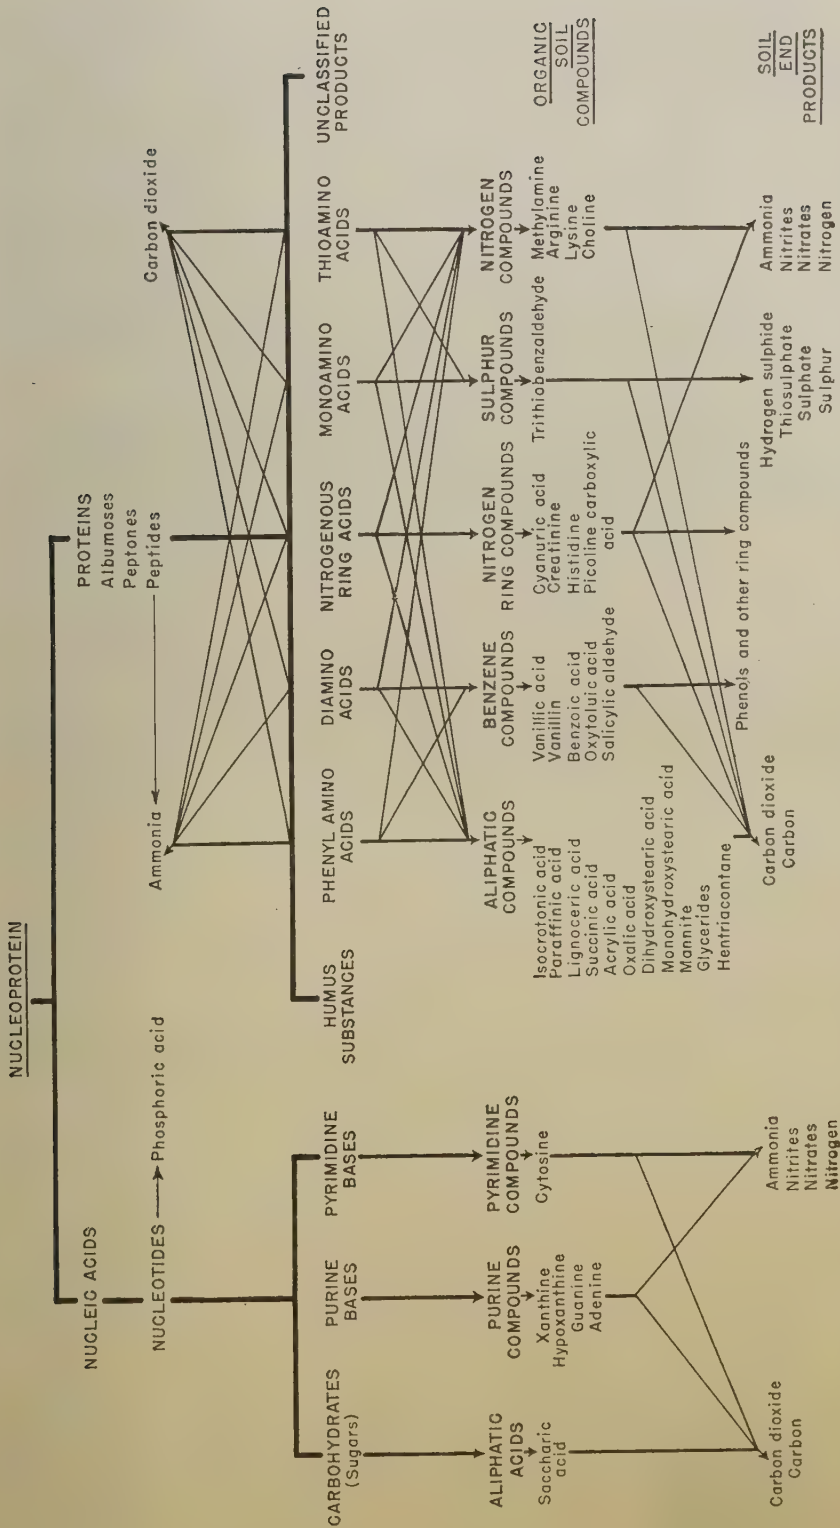 NUCLEOPROTEIN
NUCLEIC ACIDS
PROTEINS
Albumoses
Peptones
Peptides
NUCLEOTIDES
Phosphoric acid
Ammonia
Carbon dioxide
CARBOHYDRATES
(Sugars)
PURINE
BASES
PYRIMIDINE
BASES
HUMUS
SUBSTANCES
PHENYL AMINO
ACIDS
DIAMINO
ACIDS
NITROGENOUS
RING ACIDS
MONOAMINO
ACIDS
THIOAMINO
ACIDS
UNCLASSIFIED
PRODUCTS
ALIPHATIC
ACIDS
Saccharic
acid
PURINE
COMPOUNDS
Xanthine
Hypoxanthine
Guanine
Adenine
PYRIMIDINE
COMPOUNDS
Cytosine
ALIPHATIC
COMPOUNDS
Isocrotonic acid
Paraffinic acid
Lignoceric acid
Succinic acid
Acrylic acid
Oxalic acid
Dihydroxystearic acid
Monohydroxystearic acid
Mannite
Glycerides
Hentriacontane
BENZENE
COMPOUNDS
Vanillic acid
Vanillin
Benzoic acid
Oxytoluic acid
Salicylic aldehyde
NITROGEN
RING COMPOUNDS
Cyanuric acid
Creatinine
Histidine
Picoline carboxylic
acid
SULPHUR
COMPOUNDS
Trithiobenzaldehyde
NITROGEN
COMPOUNDS
Methylamine
Arginine
Lysine
Choline
ORGANIC
SOIL
COMPOUNDS
Carbon dioxide
Carbon
Ammonia
Nitrites
Nitrates
Nitrogen
Carbon dioxide
Carbon
Phenols and other ring compounds
Hydrogen sulphide
Thiosulphate
Sulphate
Sulphur
Ammonia
Nitrites
Nitrates
Nitrogen
SOIL
END
PRODUCTS